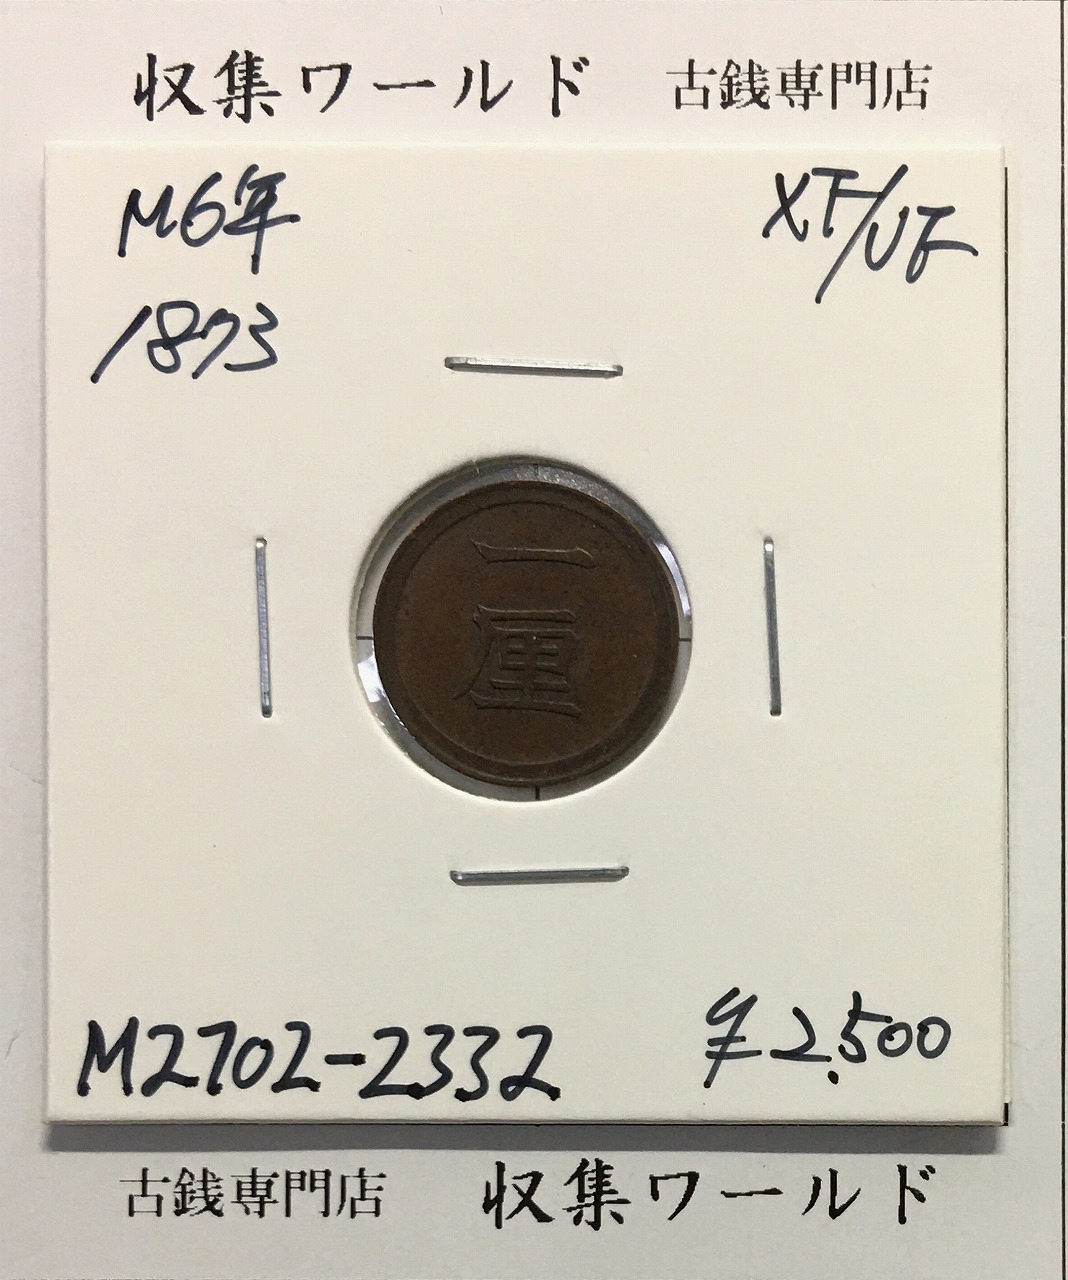 収集ワールド 古銭専門店
M6年 XF/VF
1873
一
厘
M2702-2332 ¥2,500
古銭専門店 収集ワールド